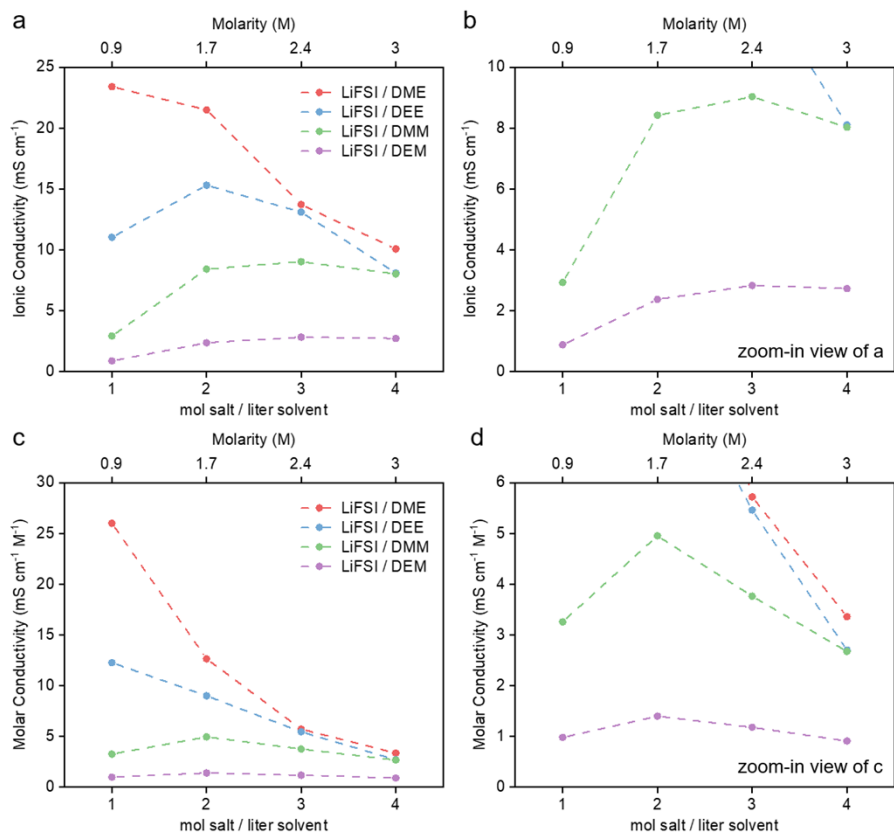 a
Molarity (M)
0.9 1.7 2.4 3
25
20
15
10
5
0
Ionic Conductivity (mS cm⁻¹)
LiFSI / DME
LiFSI / DEE
LiFSI / DMM
LiFSI / DEM
1 2 3 4
mol salt / liter solvent
b
Molarity (M)
0.9 1.7 2.4 3
10
8
6
4
2
0
Ionic Conductivity (mS cm⁻¹)
zoom-in view of a
1 2 3 4
mol salt / liter solvent
c
Molarity (M)
0.9 1.7 2.4 3
30
25
20
15
10
5
0
Molar Conductivity (mS cm⁻¹ M⁻¹)
LiFSI / DME
LiFSI / DEE
LiFSI / DMM
LiFSI / DEM
1 2 3 4
mol salt / liter solvent
d
Molarity (M)
0.9 1.7 2.4 3
6
5
4
3
2
1
0
Molar Conductivity (mS cm⁻¹ M⁻¹)
zoom-in view of c
1 2 3 4
mol salt / liter solvent